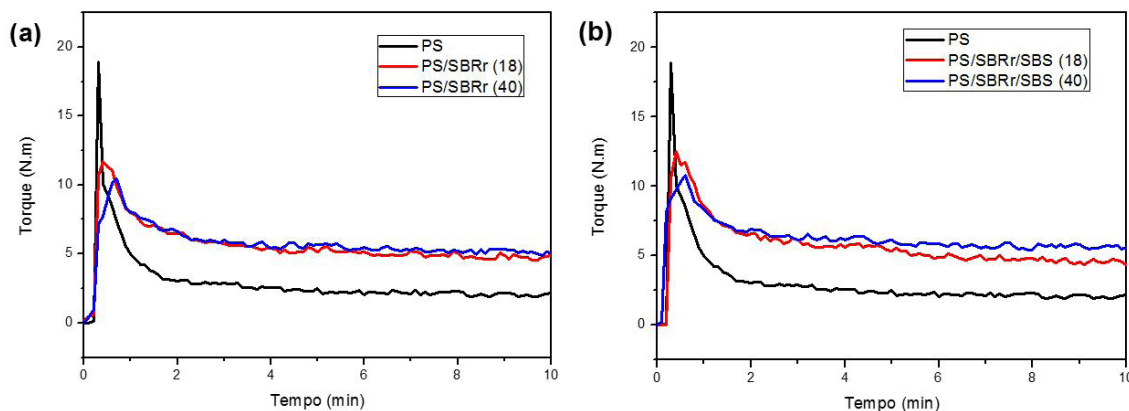 (a)
PS
PS/SBRr (18)
PS/SBRr (40)
Torque (N.m)
20
15
10
5
0
0 2 4 6 8 10
Tempo (min)
(b)
PS
PS/SBRr/SBS (18)
PS/SBRr/SBS (40)
Torque (N.m)
20
15
10
5
0
0 2 4 6 8 10
Tempo (min)